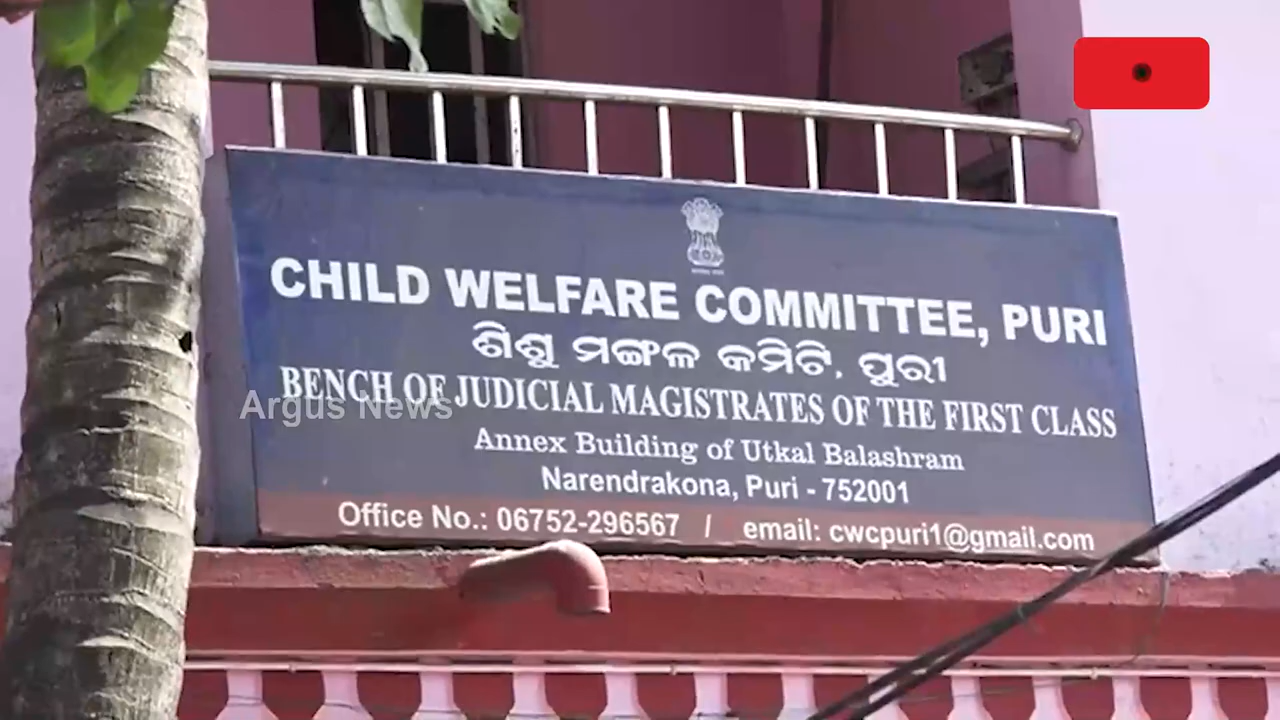 CHILD WELFARE COMMITTEE, PURI
ଶିଶୁ ମଙ୍ଗଳ କମିଟି, ପୁରୀ
BENCH OF JUDICIAL MAGISTRATES OF THE FIRST CLASS
Argus News
Annex Building of Utkal Balashram
Narendrakona, Puri - 752001
Office No.: 06752-296567 / email: cwcpuri1@gmail.com